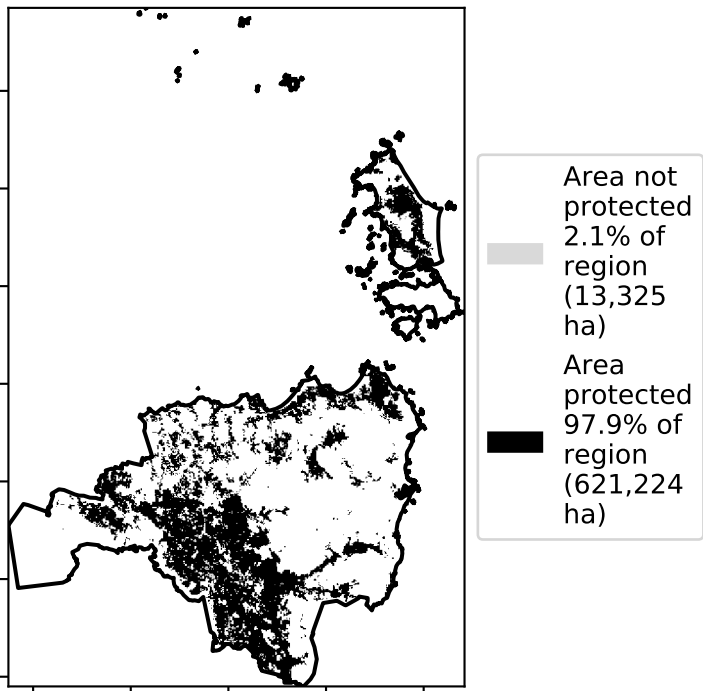 Area not
protected
2.1% of
region
(13,325
ha)
Area
protected
97.9% of
region
(621,224
ha)